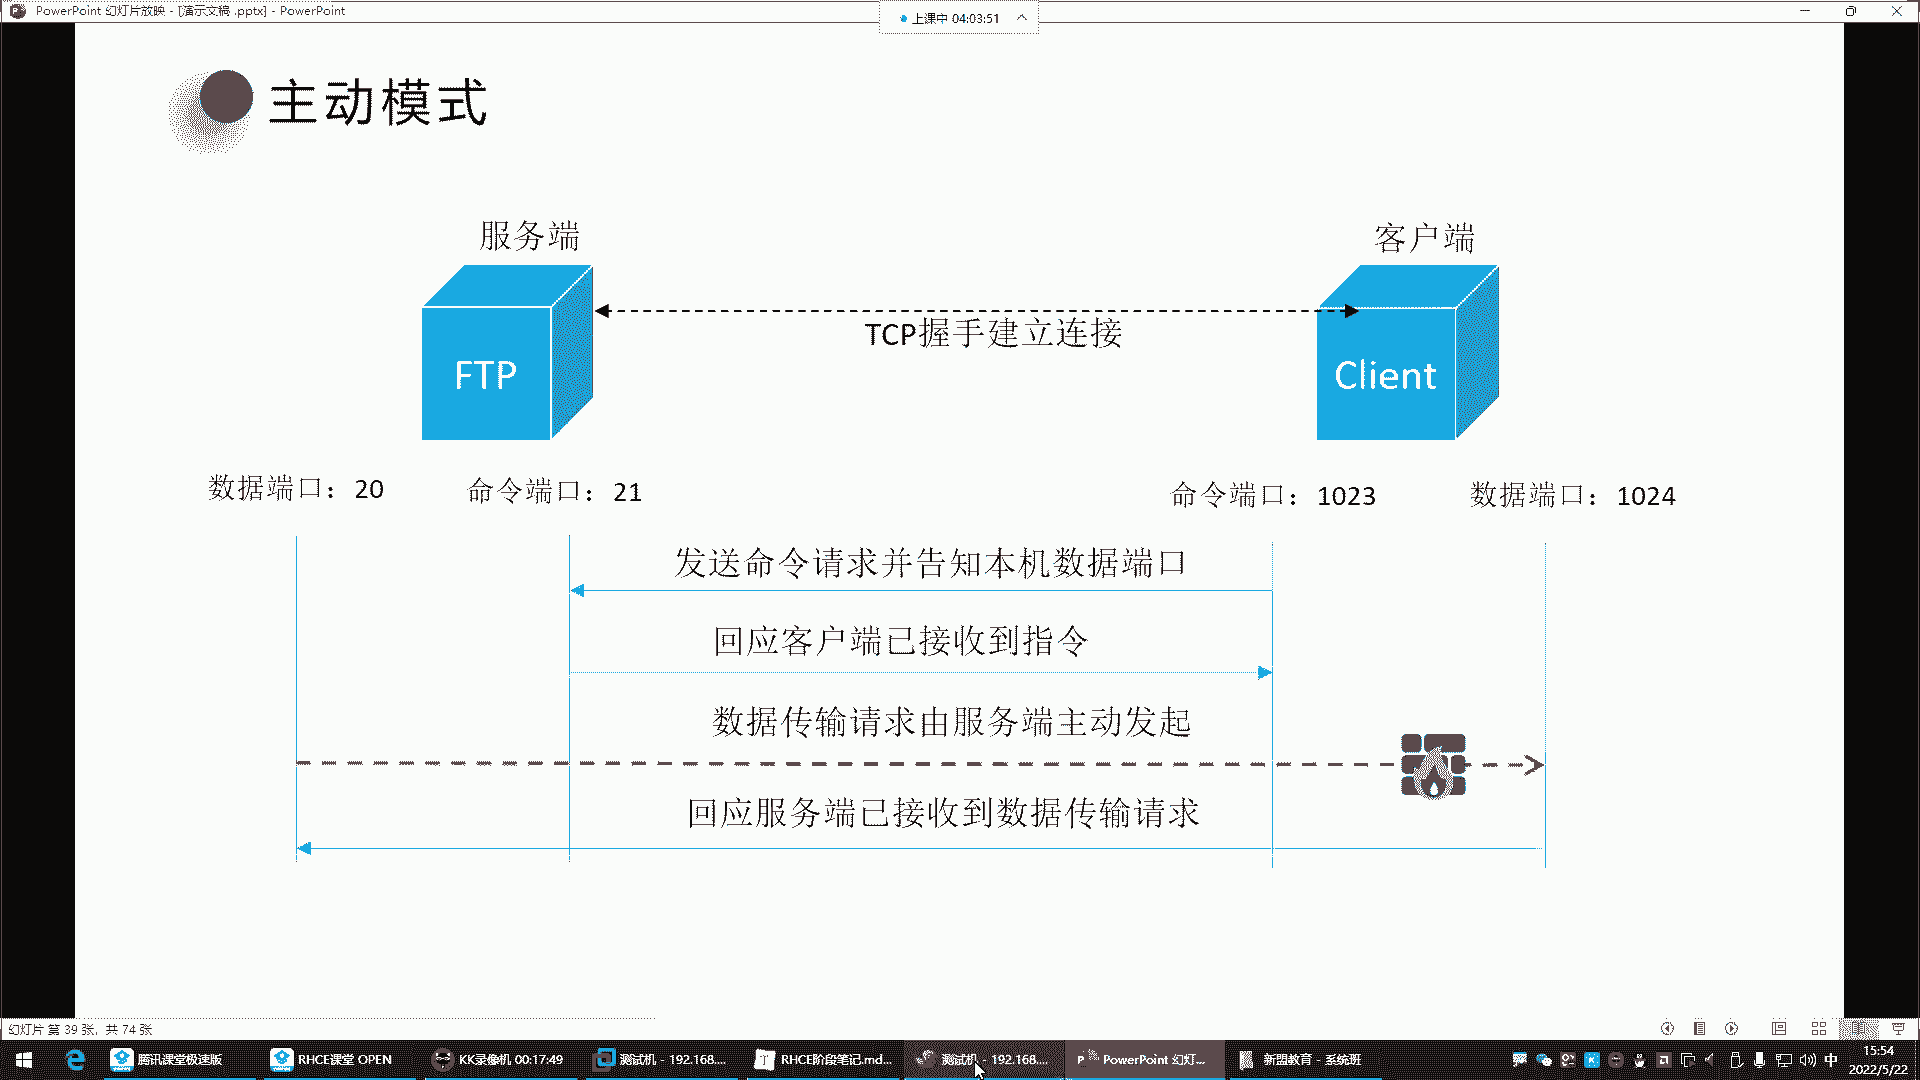 PowerPoint 幻灯片放映 - [演示文稿 .pptx] - PowerPoint
上课中 04:03:51
主动模式
服务端
客户端
TCP握手建立连接
FTP
Client
数据端口：20
命令端口：21
命令端口：1023
数据端口：1024
发送命令请求并告知本机数据端口
回应客户端已接收到指令
数据传输请求由服务端主动发起
回应服务端已接收到数据传输请求
幻灯片 第 39 张，共 74 张
腾讯课堂极速版
RHCE课堂 OPEN
KK录像机 00:17:49
测试机 - 192.168....
RHCE阶段笔记.md...
测试机 - 192.168....
PowerPoint 幻灯...
新盟教育 - 系统班
中
15:54
2022/5/22